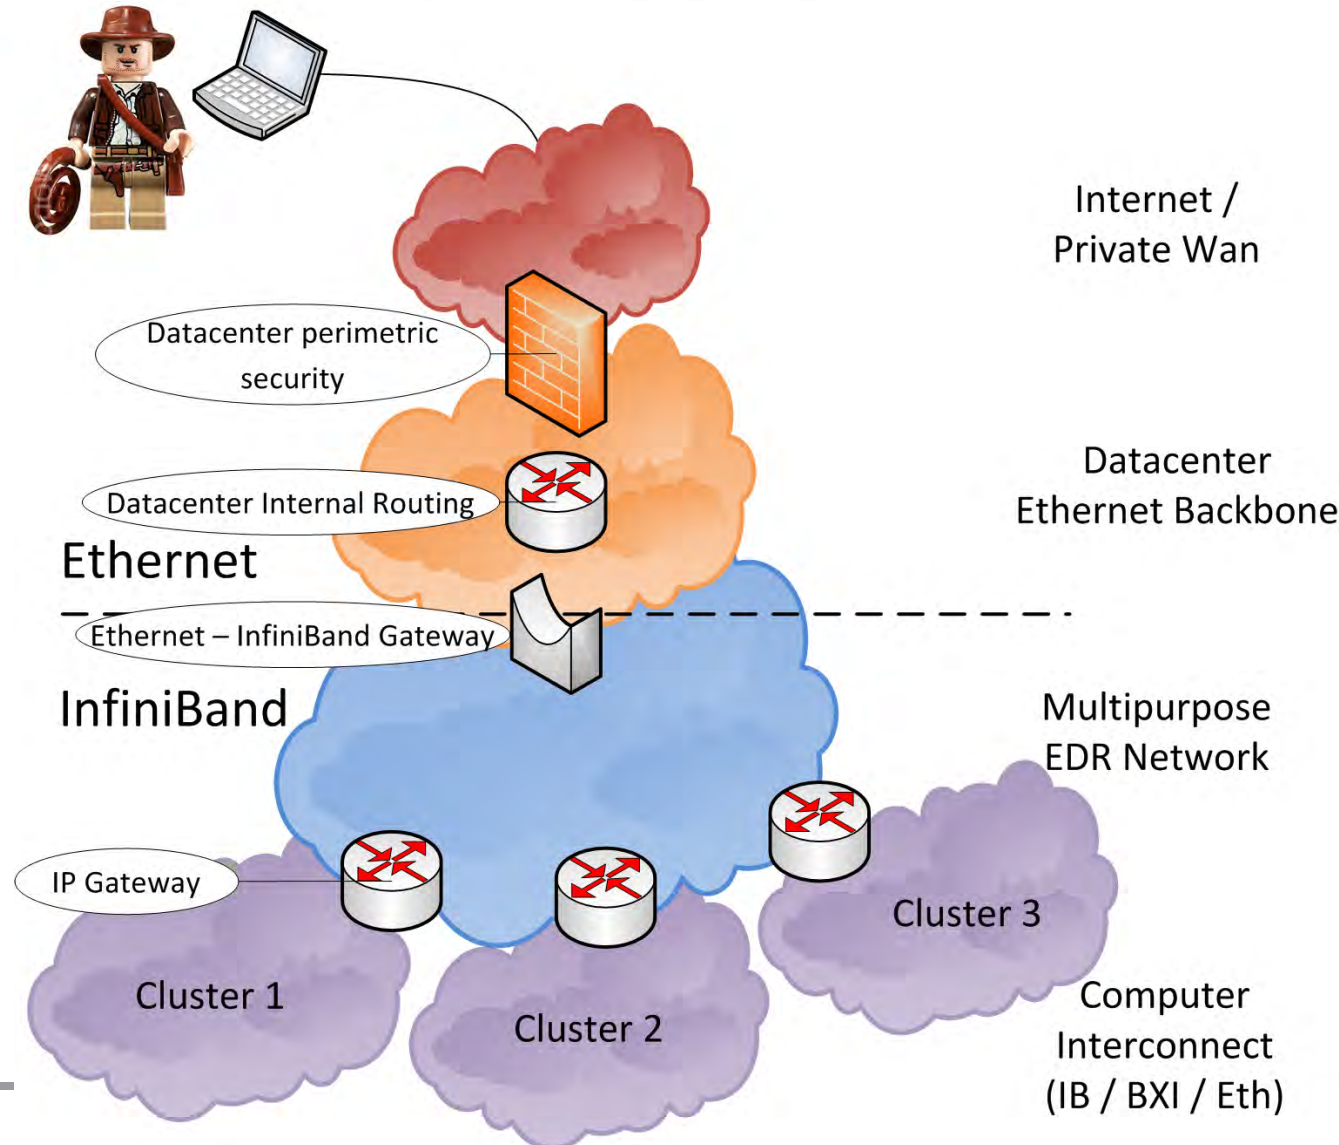 Internet /
Private Wan
Datacenter perimetric
security
Datacenter
Ethernet Backbone
Datacenter Internal Routing
Ethernet
Ethernet – InfiniBand Gateway
InfiniBand
Multipurpose
EDR Network
IP Gateway
Cluster 3
Cluster 1
Cluster 2
Computer
Interconnect
(IB / BXI / Eth)